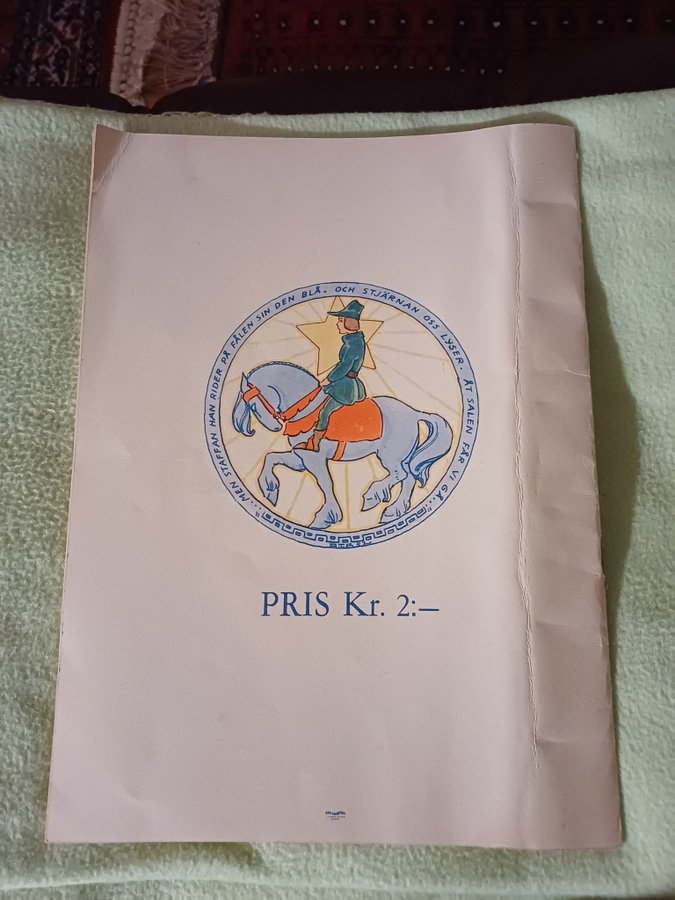 "...MEN STAFFAN HAN RIDER PÅ FÅLEN SIN DEN BLÅ. OCH STJÄRNAN OSS LYSER. ÅT SALEN FÅR VI GÅ..."
PRIS Kr. 2:—